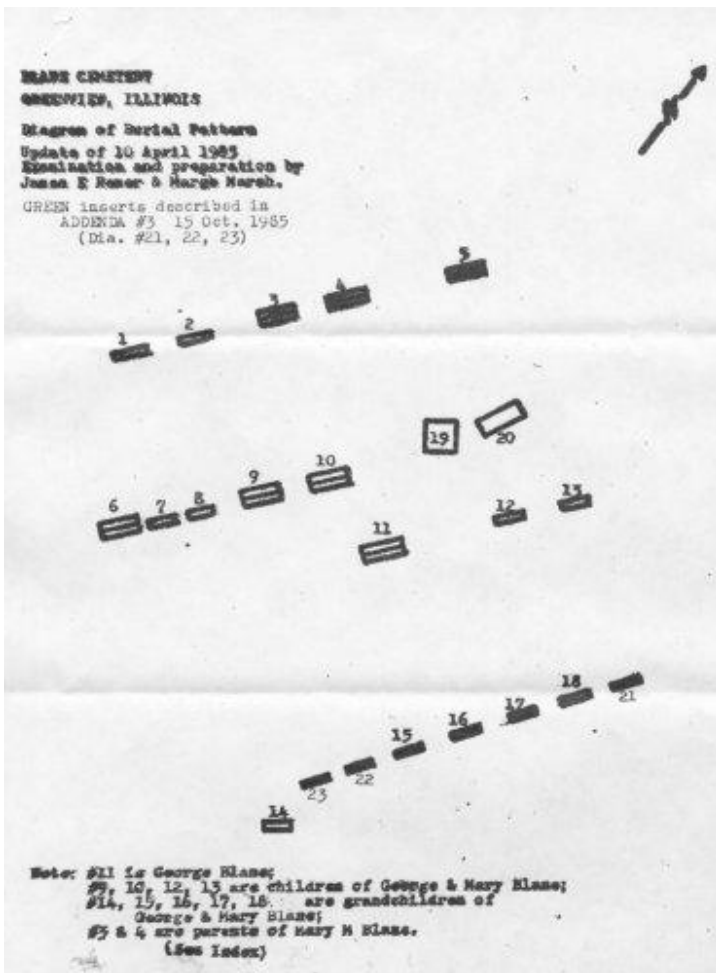 BLANE CEMETERY
GREENVIEW, ILLINOIS
Diagram of Burial Pattern
Update of 10 April 1985
Examination and preparation by
James E & Marge Marsh.
GREEN inserts described in
ADDENDA #3 15 Oct, 1985
(Dia. #21, 22, 23)
N
5
4
3
2
1
19
20
10
9
8
7
6
13
12
11
18
21
17
16
15
22
23
14
Note: #11 is George Blane;
#9, 10, 12, 13 are children of George & Mary Blane;
#14, 15, 16, 17, 18 are grandchildren of
George & Mary Blane;
#3 & 4 are parents of Mary M Blane.
(See Index)